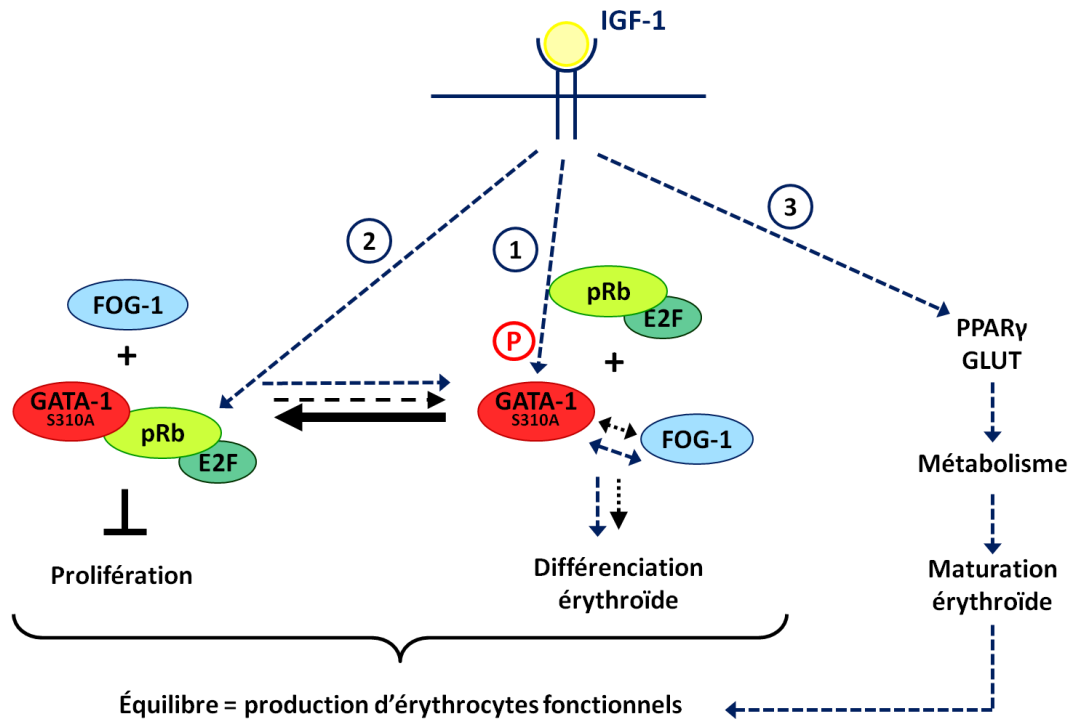 IGF-1
3
2
1
pRb
E2F
FOG-1
+
P
+
PPARγ
GLUT
GATA-1
S310A
pRb
E2F
GATA-1
S310A
FOG-1
Métabolisme
Prolifération
Différenciation
érythroïde
Maturation
érythroïde
Équilibre = production d'érythrocytes fonctionnels